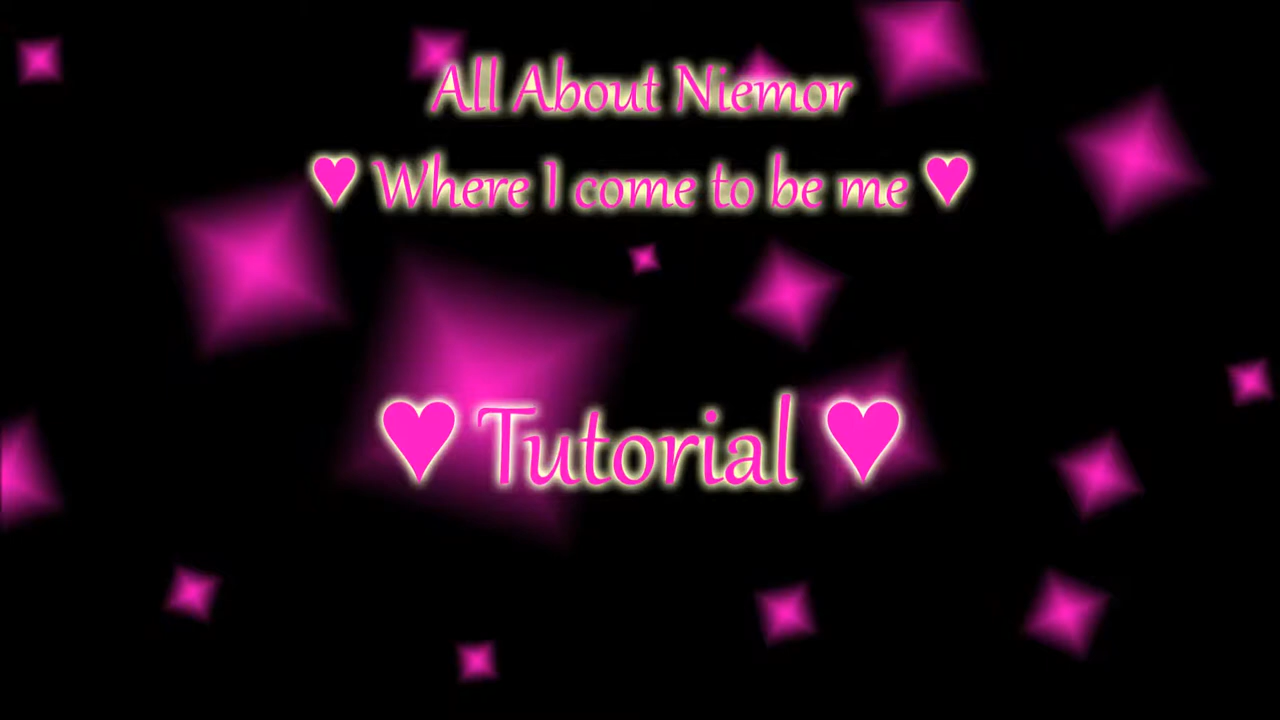 All About Niemor
♥ Where I come to be me ♥
♥ Tutorial ♥